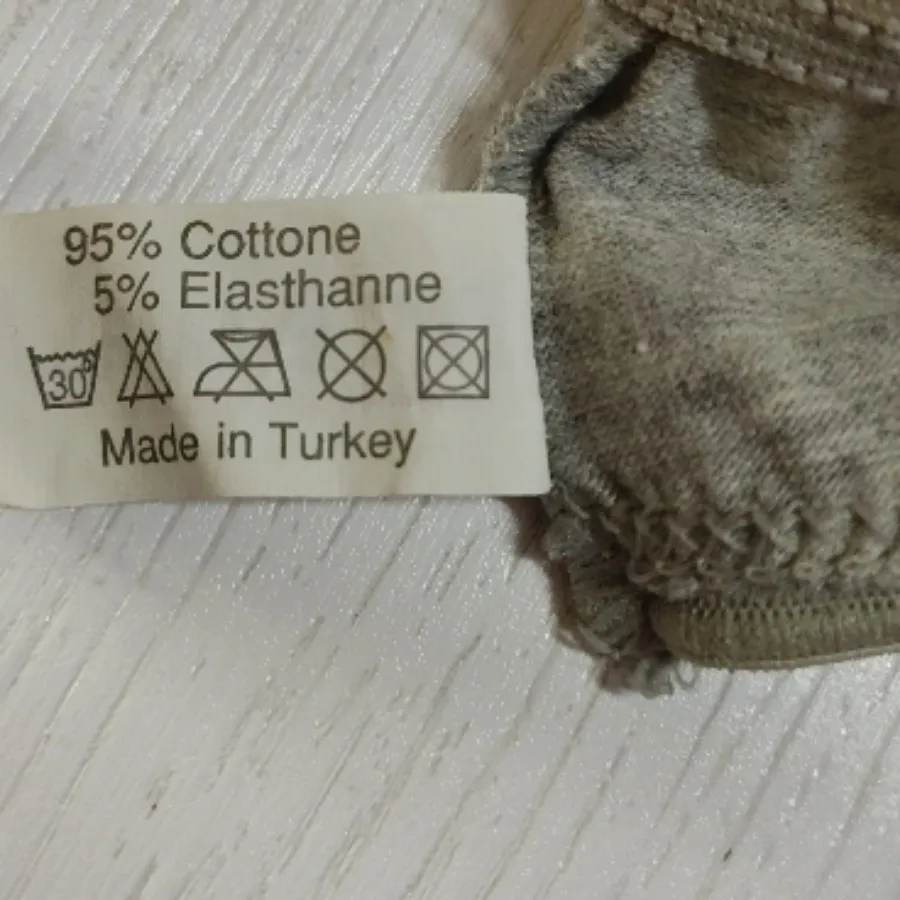 95% Cottone
5% Elasthanne
30°
Made in Turkey